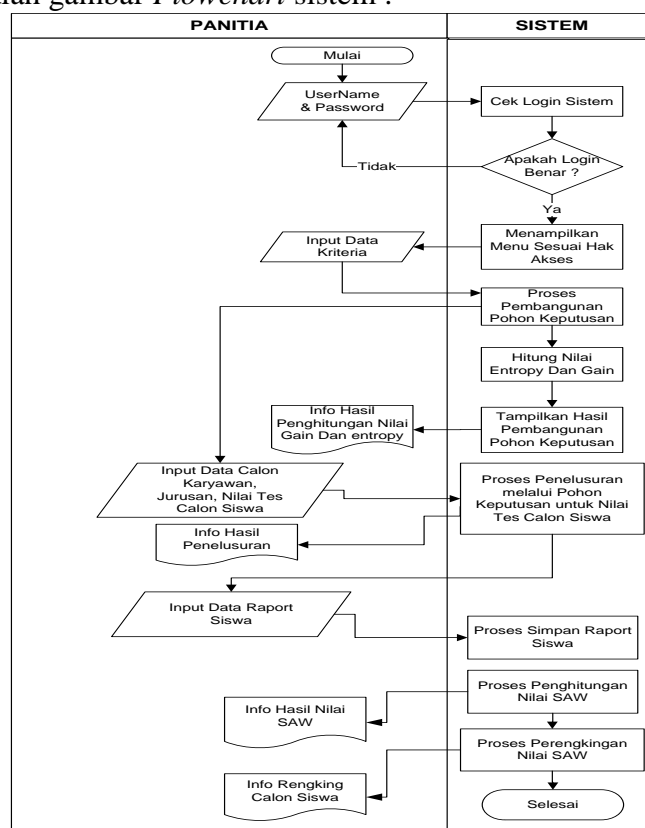 gambar Flowchart sistem :
PANITIA
SISTEM
Mulai
UserName
& Password
Cek Login Sistem
Tidak
Apakah Login
Benar ?
Ya
Input Data
Kriteria
Menampilkan
Menu Sesuai Hak
Akses
Proses
Pembangunan
Pohon Keputusan
Hitung Nilai
Entropy Dan Gain
Info Hasil
Penghitungan Nilai
Gain Dan entropy
Tampilkan Hasil
Pembangunan
Pohon Keputusan
Input Data Calon
Karyawan,
Jurusan, Nilai Tes
Calon Siswa
Proses Penelusuran
melalui Pohon
Keputusan untuk Nilai
Tes Calon Siswa
Info Hasil
Penelusuran
Input Data Raport
Siswa
Proses Simpan Raport
Siswa
Info Hasil Nilai
SAW
Proses Penghitungan
Nilai SAW
Info Rengking
Calon Siswa
Proses Perengkingan
Nilai SAW
Selesai